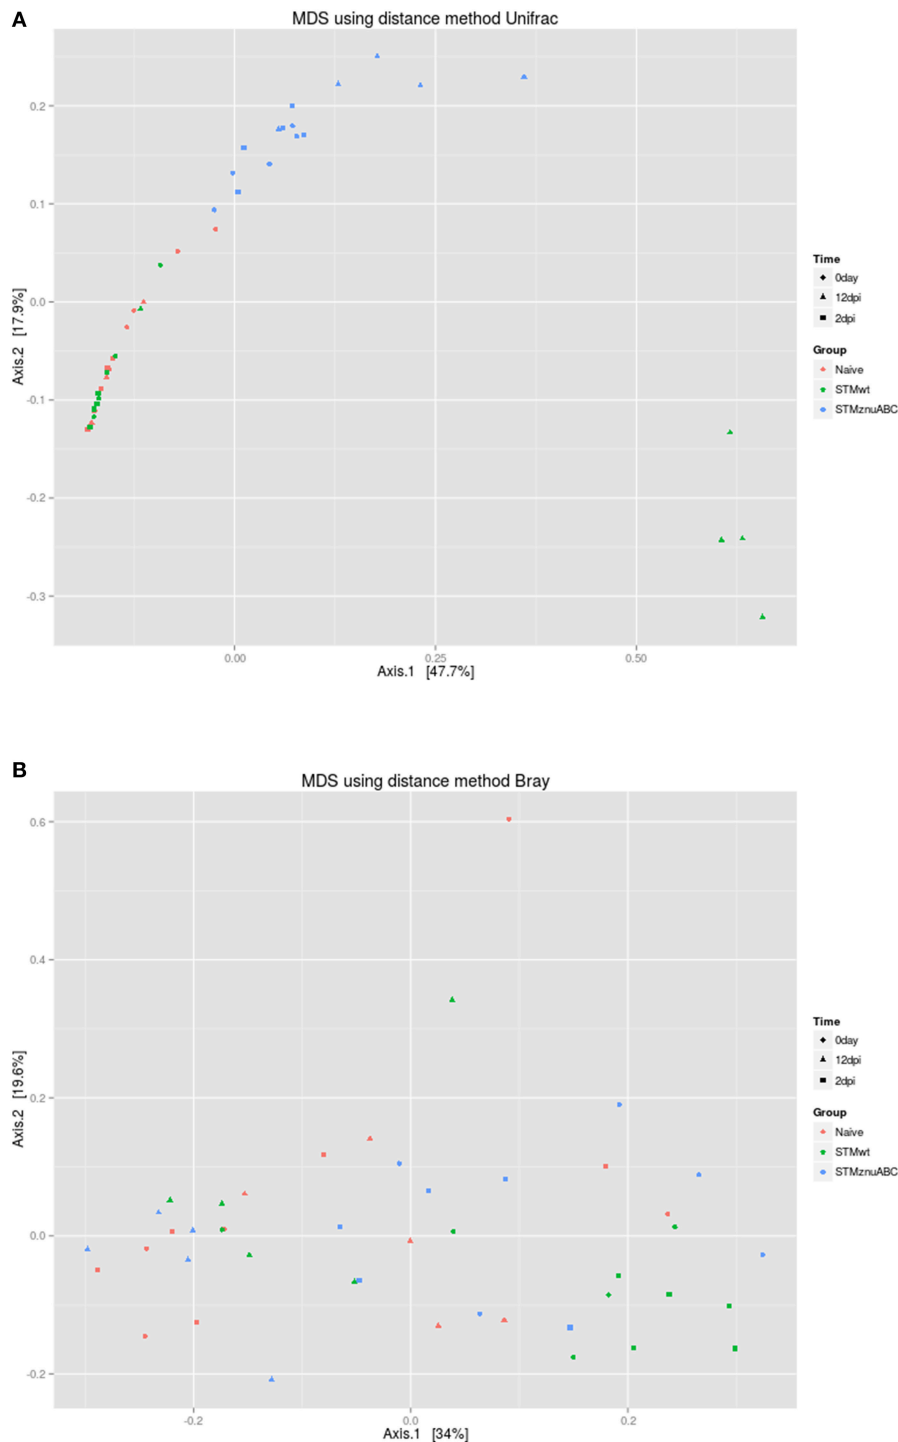 A
MDS using distance method Unifrac
0.2
0.1
0.0
-0.1
-0.2
-0.3
Axis.2 [17.9%]
0.00
0.25
0.50
Axis.1 [47.7%]
Time
0day
12dpi
2dpi
Group
Naive
STMwt
STMznuABC
B
MDS using distance method Bray
0.6
0.4
0.2
0.0
-0.2
Axis.2 [19.6%]
-0.2
0.0
0.2
Axis.1 [34%]
Time
0day
12dpi
2dpi
Group
Naive
STMwt
STMznuABC